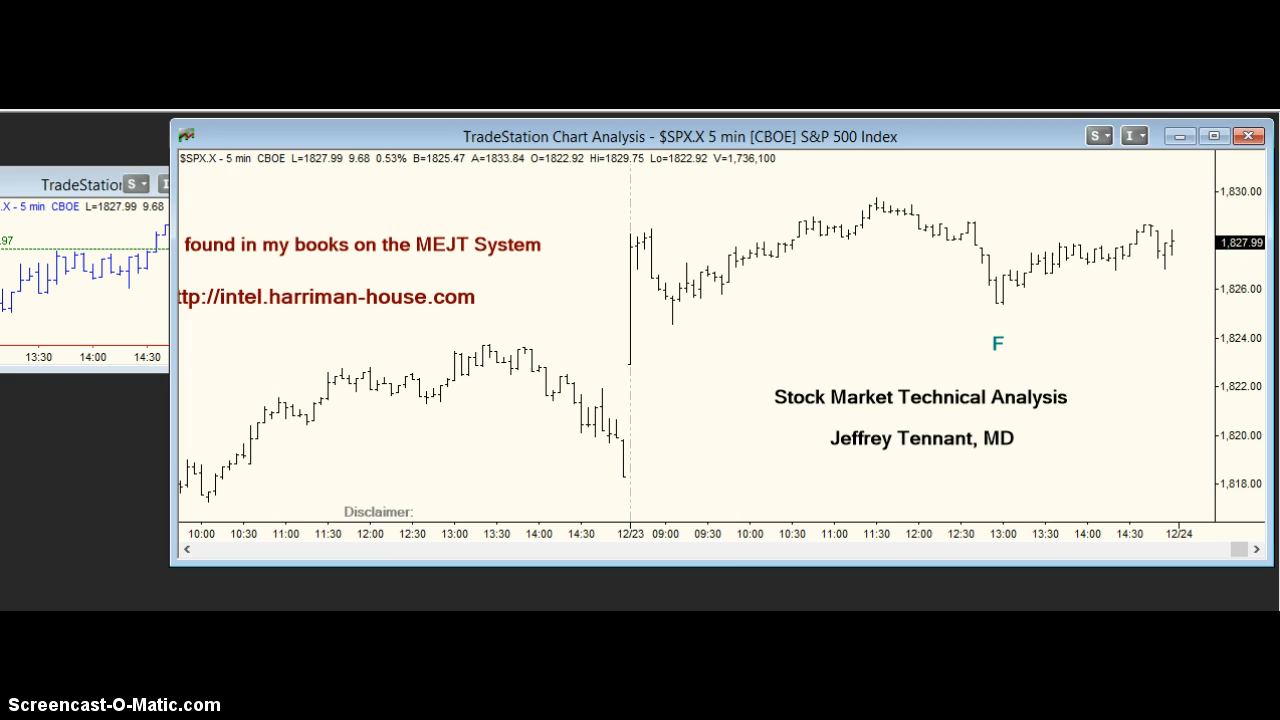 TradeStation Chart Analysis - $SPX.X 5 min [CBOE] S&P 500 Index
S
I
$SPX.X - 5 min CBOE L=1827.99 9.68 0.53% B=1825.47 A=1833.84 O=1822.92 Hi=1829.75 Lo=1822.92 V=1,736,100
TradeStation
S
.X - 5 min CBOE L=1827.99 9.68
.97
13:30 14:00 14:30
found in my books on the MEJT System
ttp://intel.harriman-house.com
1,830.00
1,827.99
1,826.00
1,824.00
1,822.00
1,820.00
1,818.00
F
Stock Market Technical Analysis
Jeffrey Tennant, MD
Disclaimer:
10:00 10:30 11:00 11:30 12:00 12:30 13:00 13:30 14:00 14:30 12/23 09:00 09:30 10:00 10:30 11:00 11:30 12:00 12:30 13:00 13:30 14:00 14:30 12/24
Screencast-O-Matic.com